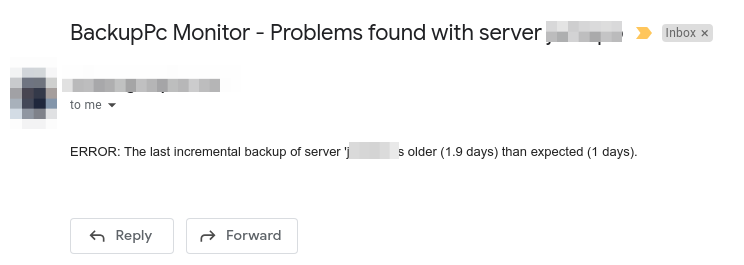 BackupPc Monitor - Problems found with server
Inbox ×
to me
ERROR: The last incremental backup of server 'j s older (1.9 days) than expected (1 days).
Reply
Forward